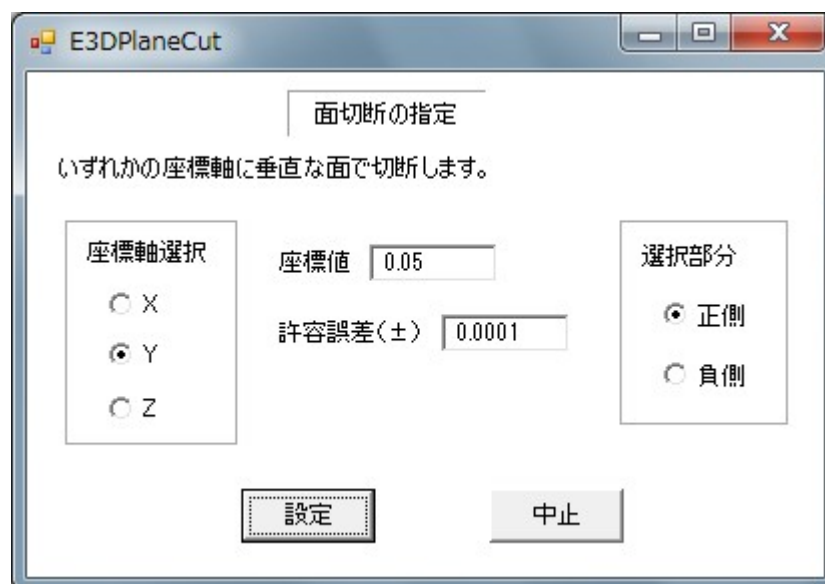 E3DPlaneCut
面切断の指定
いずれかの座標軸に垂直な面で切断します。
座標軸選択
X
Y
Z
座標値 0.05
許容誤差(±) 0.0001
選択部分
正側
負側
設定
中止